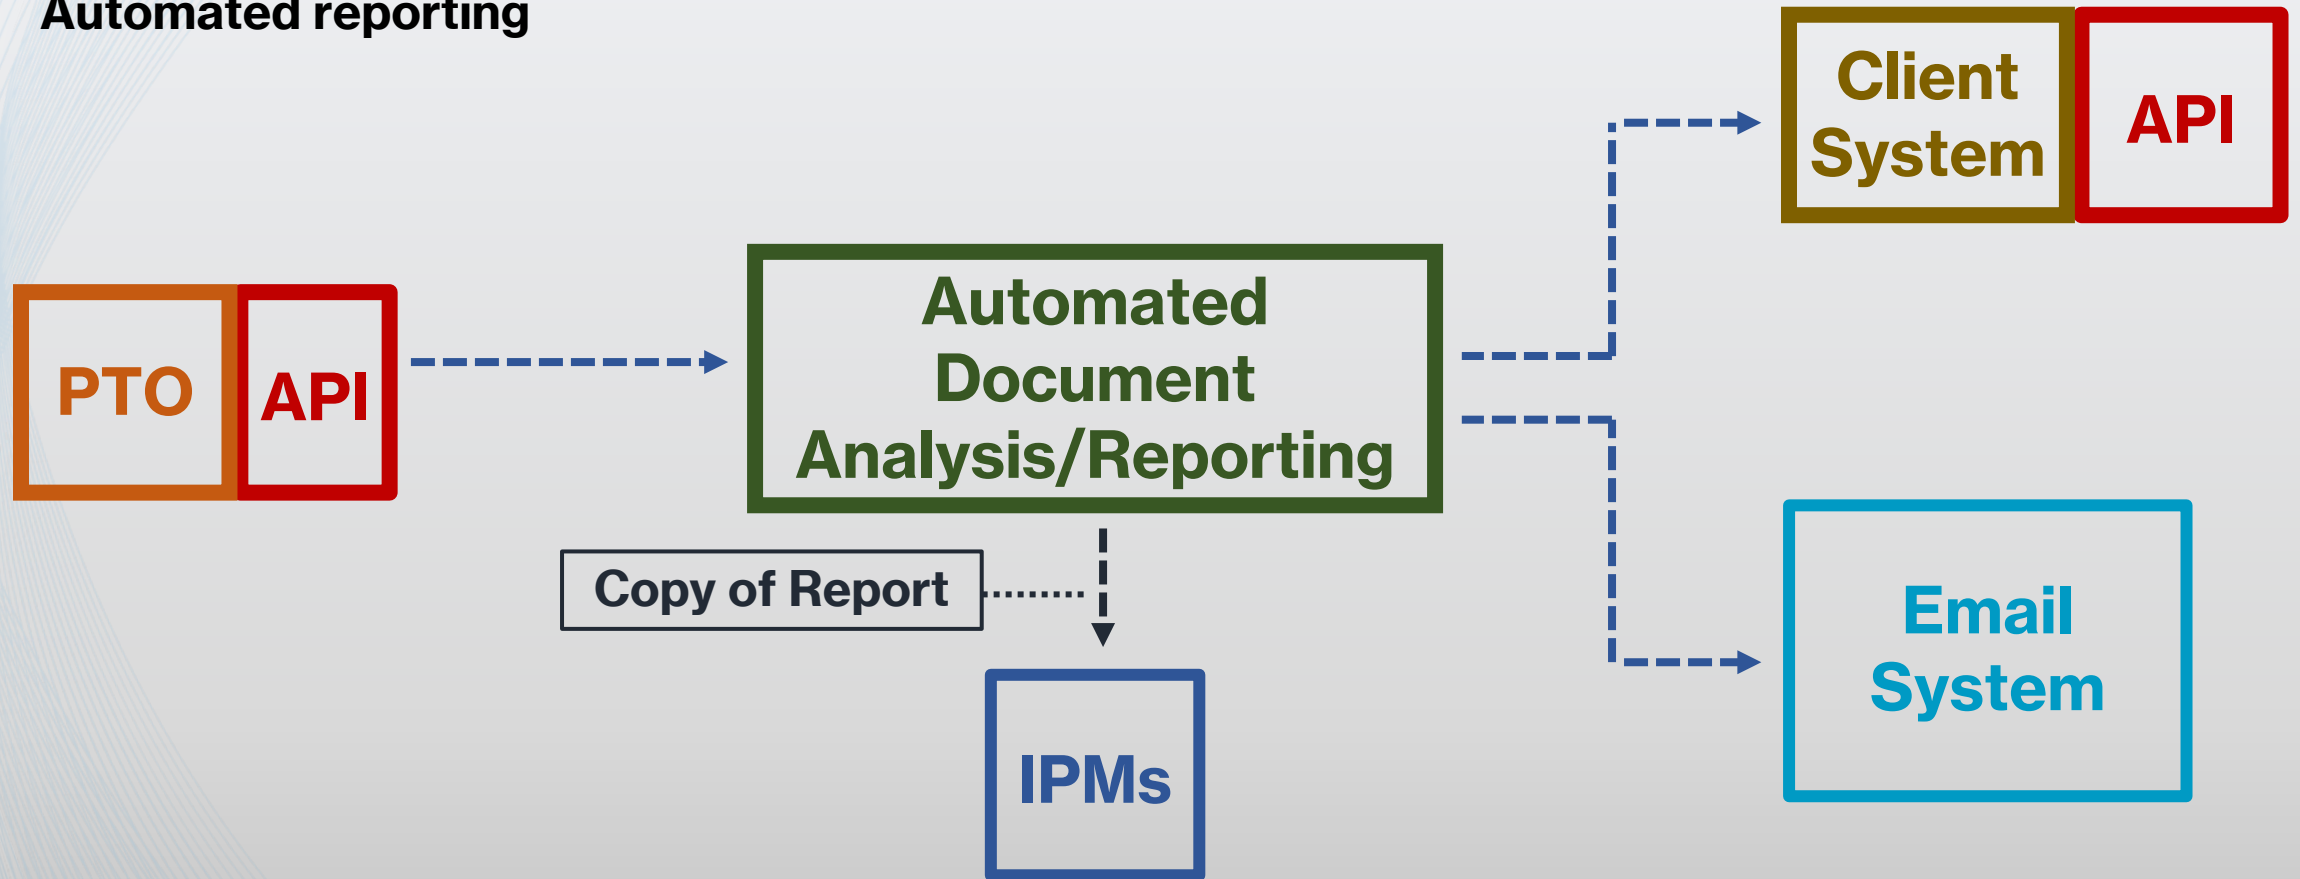 Automated reporting
Client
System
API
PTO
API
Automated
Document
Analysis/Reporting
Copy of Report
IPMs
Email
System